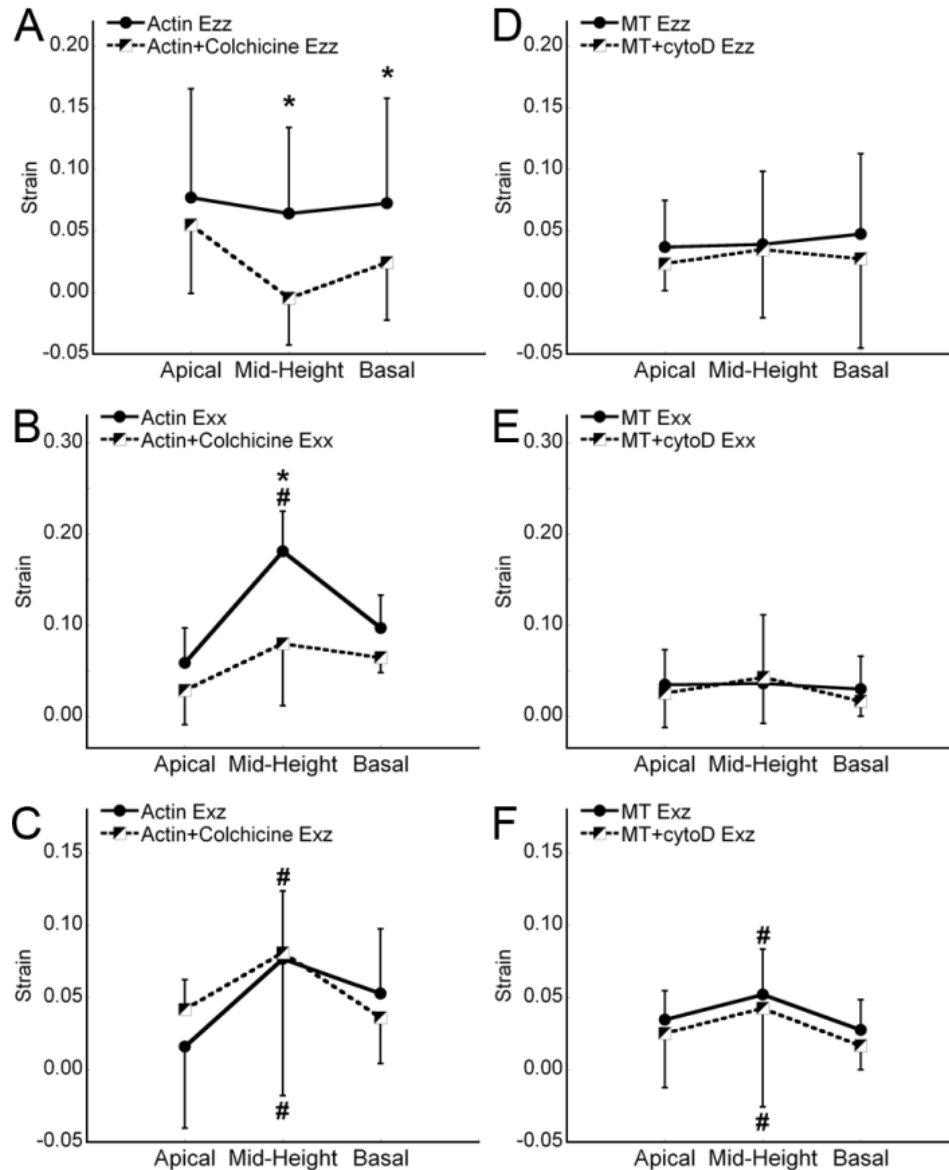 A
Actin Ezz
Actin+Colchicine Ezz
0.20
0.15
0.10
0.05
0.00
-0.05
Strain
* *
Apical Mid-Height Basal
D
MT Ezz
MT+cytoD Ezz
0.20
0.15
0.10
0.05
0.00
-0.05
Strain
Apical Mid-Height Basal
B
Actin Exx
Actin+Colchicine Exx
0.30
0.20
0.10
0.00
Strain
*
#
Apical Mid-Height Basal
E
MT Exx
MT+cytoD Exx
0.30
0.20
0.10
0.00
Strain
Apical Mid-Height Basal
C
Actin Exz
Actin+Colchicine Exz
0.15
0.10
0.05
0.00
-0.05
Strain
#
#
Apical Mid-Height Basal
F
MT Exz
MT+cytoD Exz
0.15
0.10
0.05
0.00
-0.05
Strain
#
#
Apical Mid-Height Basal